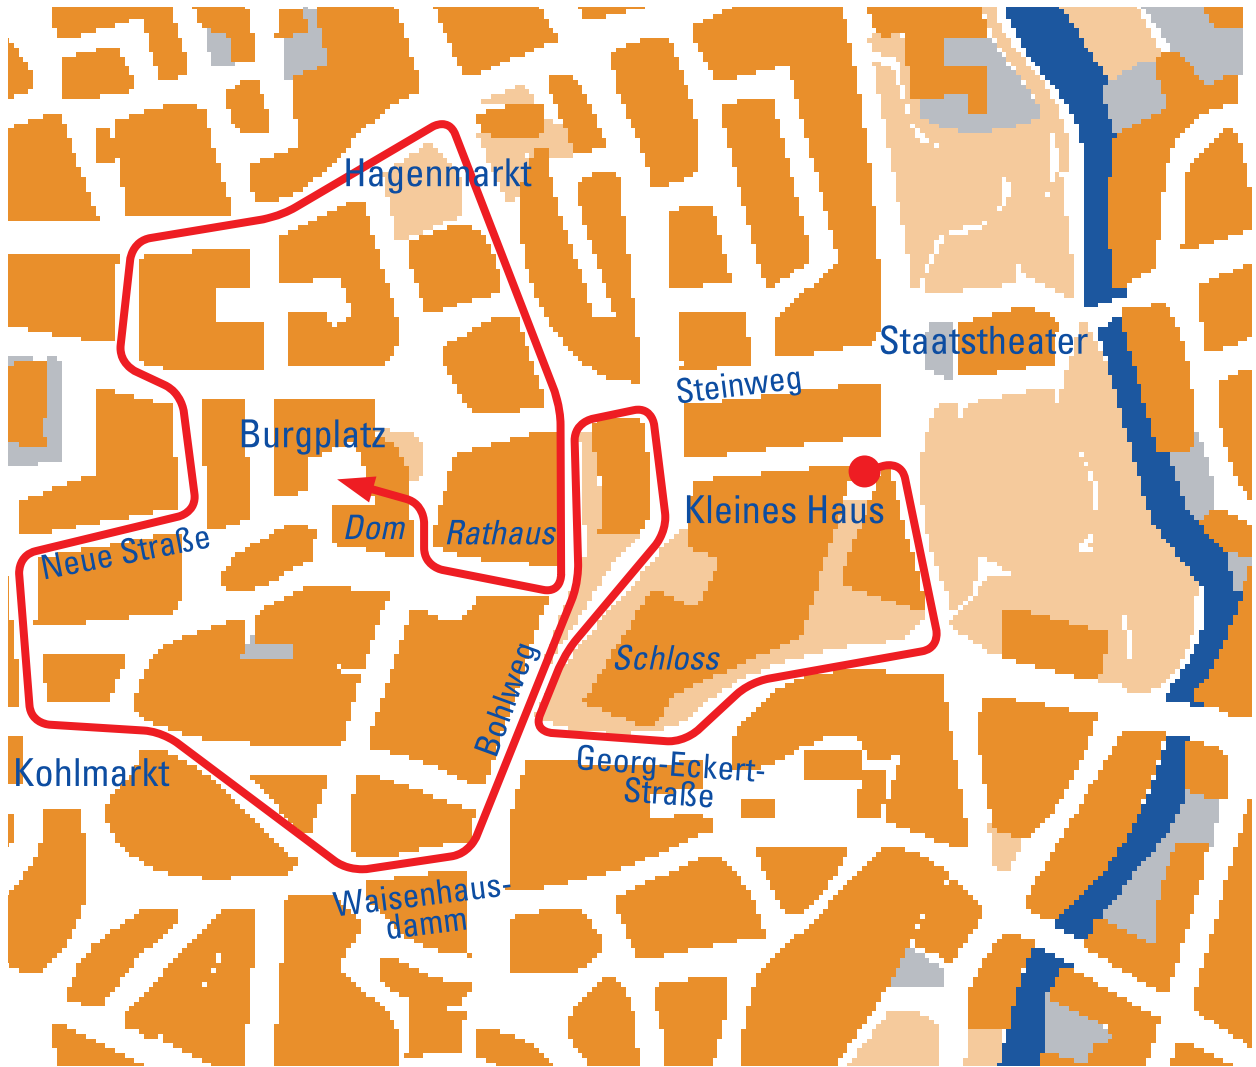 Hagenmarkt
Staatstheater
Steinweg
Burgplatz
Kleines Haus
Dom
Rathaus
Neue Straße
Schloss
Bohlweg
Georg-Eckert-
Straße
Kohlmarkt
Waisenhaus-
damm